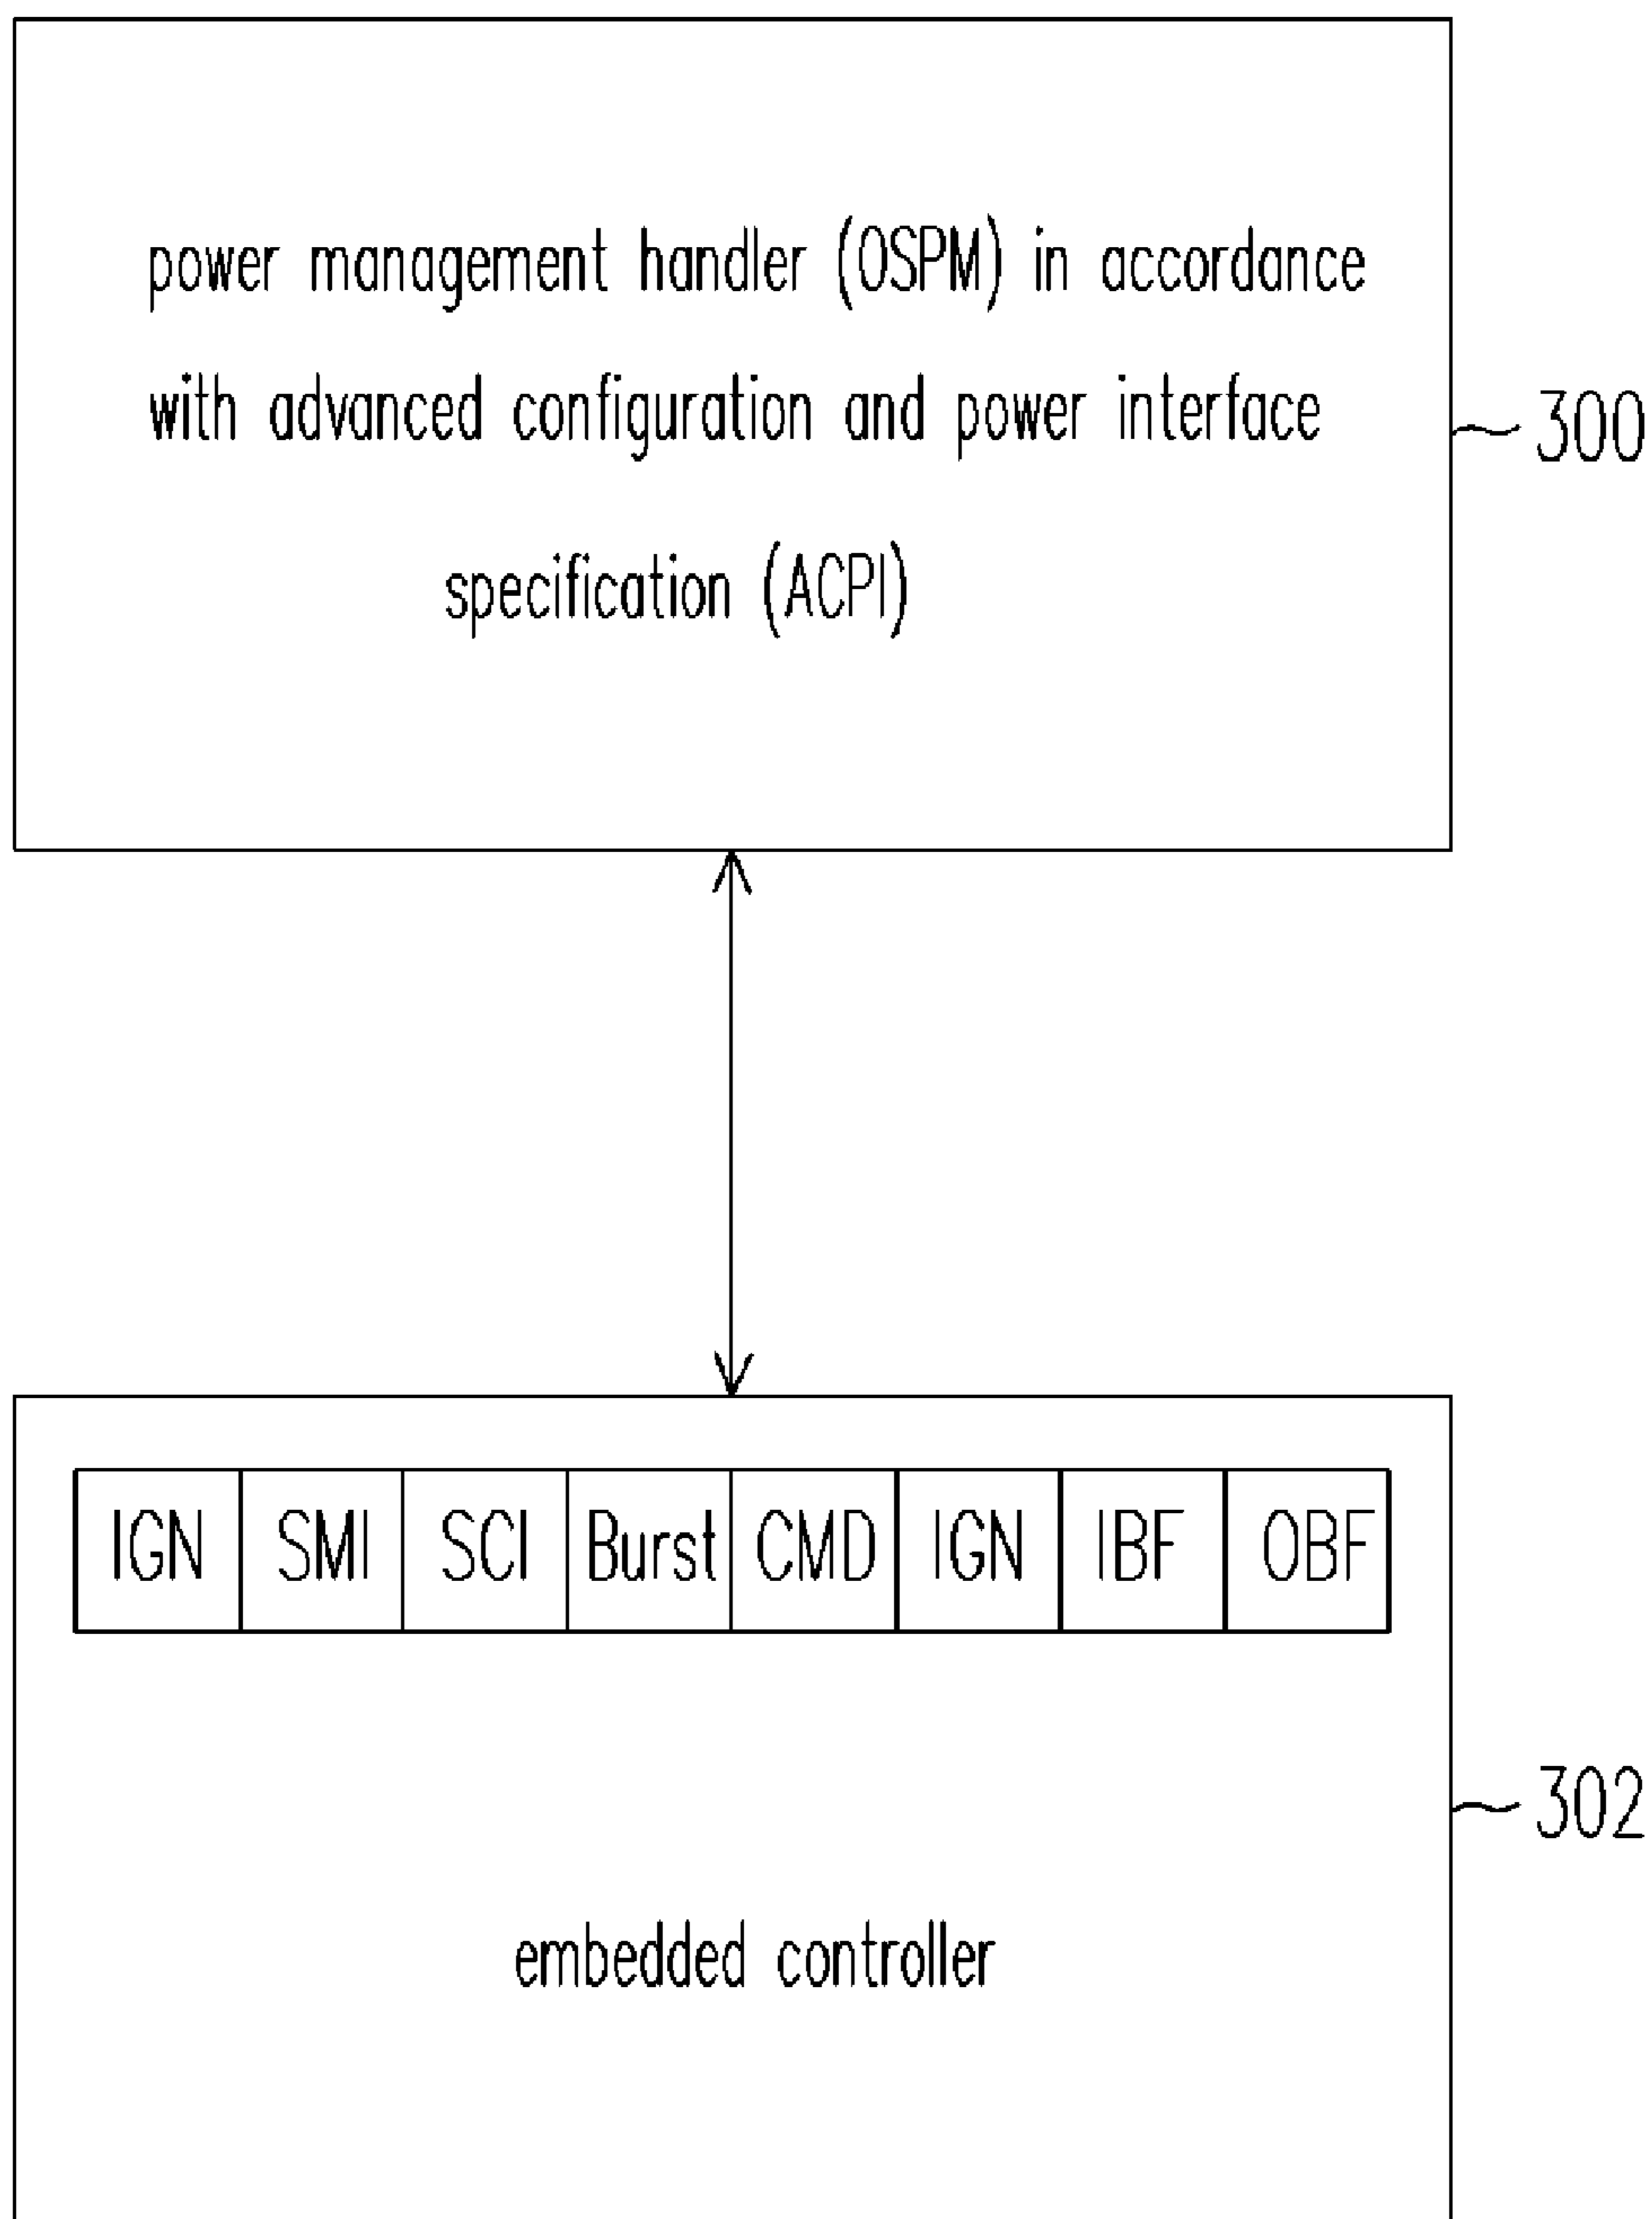 power management handler (OSPM) in accordance
with advanced configuration and power interface
specification (ACPI)
300
IGN SMI SCI Burst CMD IGN IBF OBF
302
embedded controller